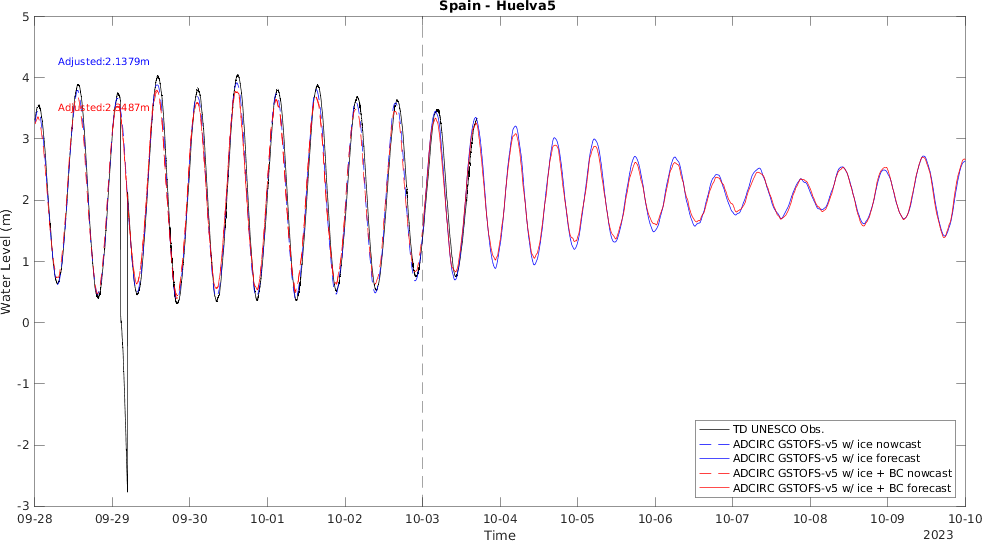 Spain - Huelva5
5
4
3
2
1
0
-1
-2
-3
Water Level (m)
Adjusted:2.1379m
Adjusted:2. 487m
TD UNESCO Obs.
ADCIRC GSTOFS-v5 w/ ice nowcast
ADCIRC GSTOFS-v5 w/ ice forecast
ADCIRC GSTOFS-v5 w/ ice + BC nowcast
ADCIRC GSTOFS-v5 w/ ice + BC forecast
09-28 09-29 09-30 10-01 10-02 10-03 10-04 10-05 10-06 10-07 10-08 10-09 10-10
Time
2023